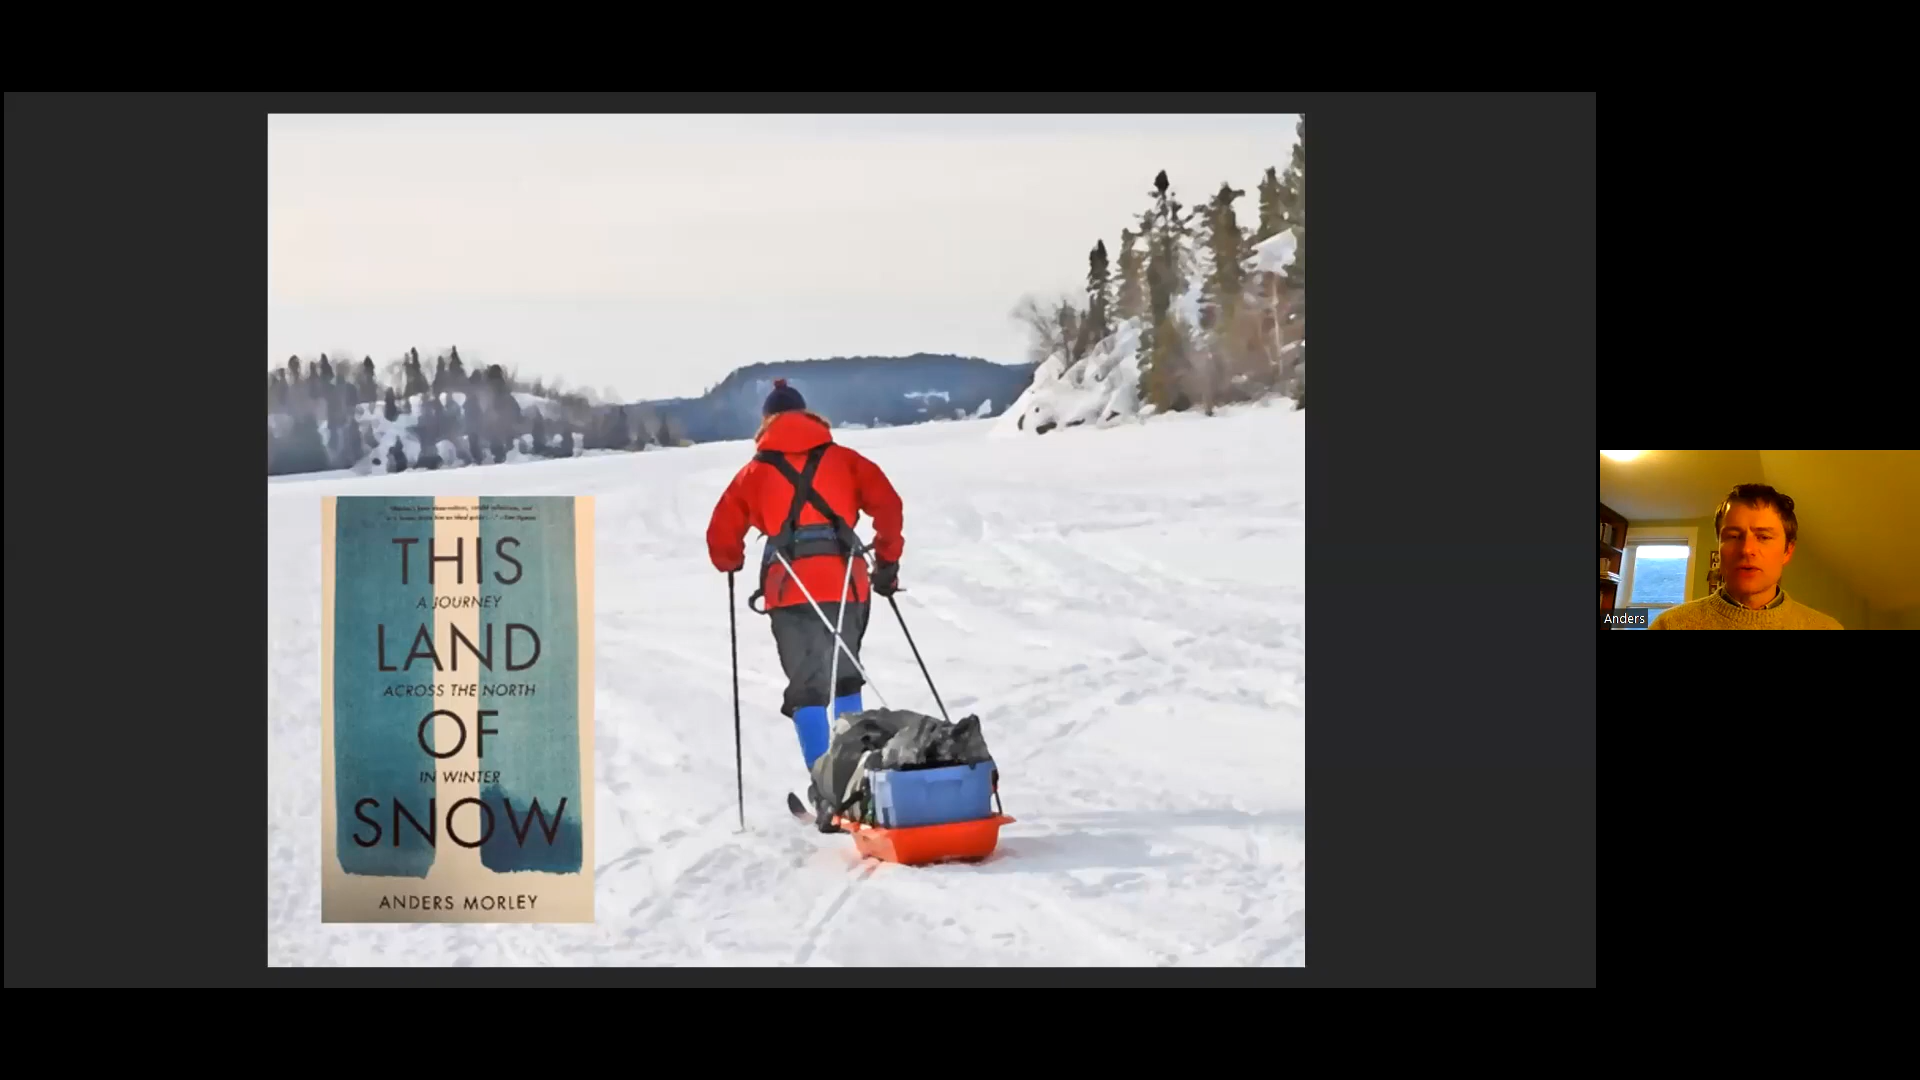 THIS
A JOURNEY
LAND
ACROSS THE NORTH
OF
IN WINTER
SNOW
ANDERS MORLEY
Anders